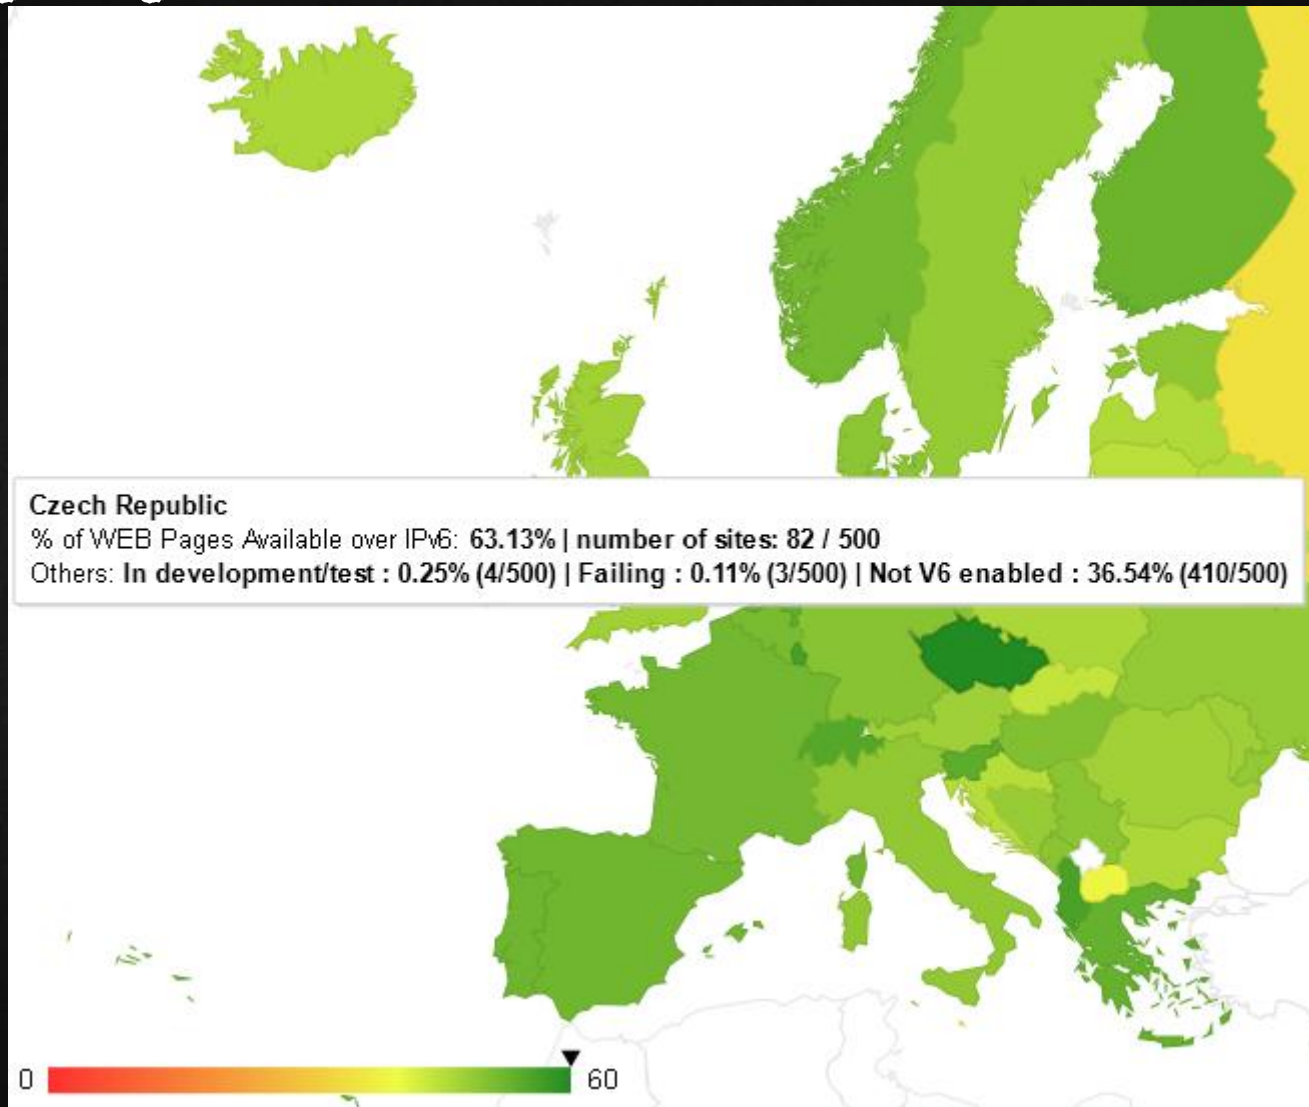 Czech Republic
% of WEB Pages Available over IPv6: 63.13% | number of sites: 82 / 500
Others: In development/test : 0.25% (4/500) | Failing : 0.11% (3/500) | Not V6 enabled : 36.54% (410/500)
0 60